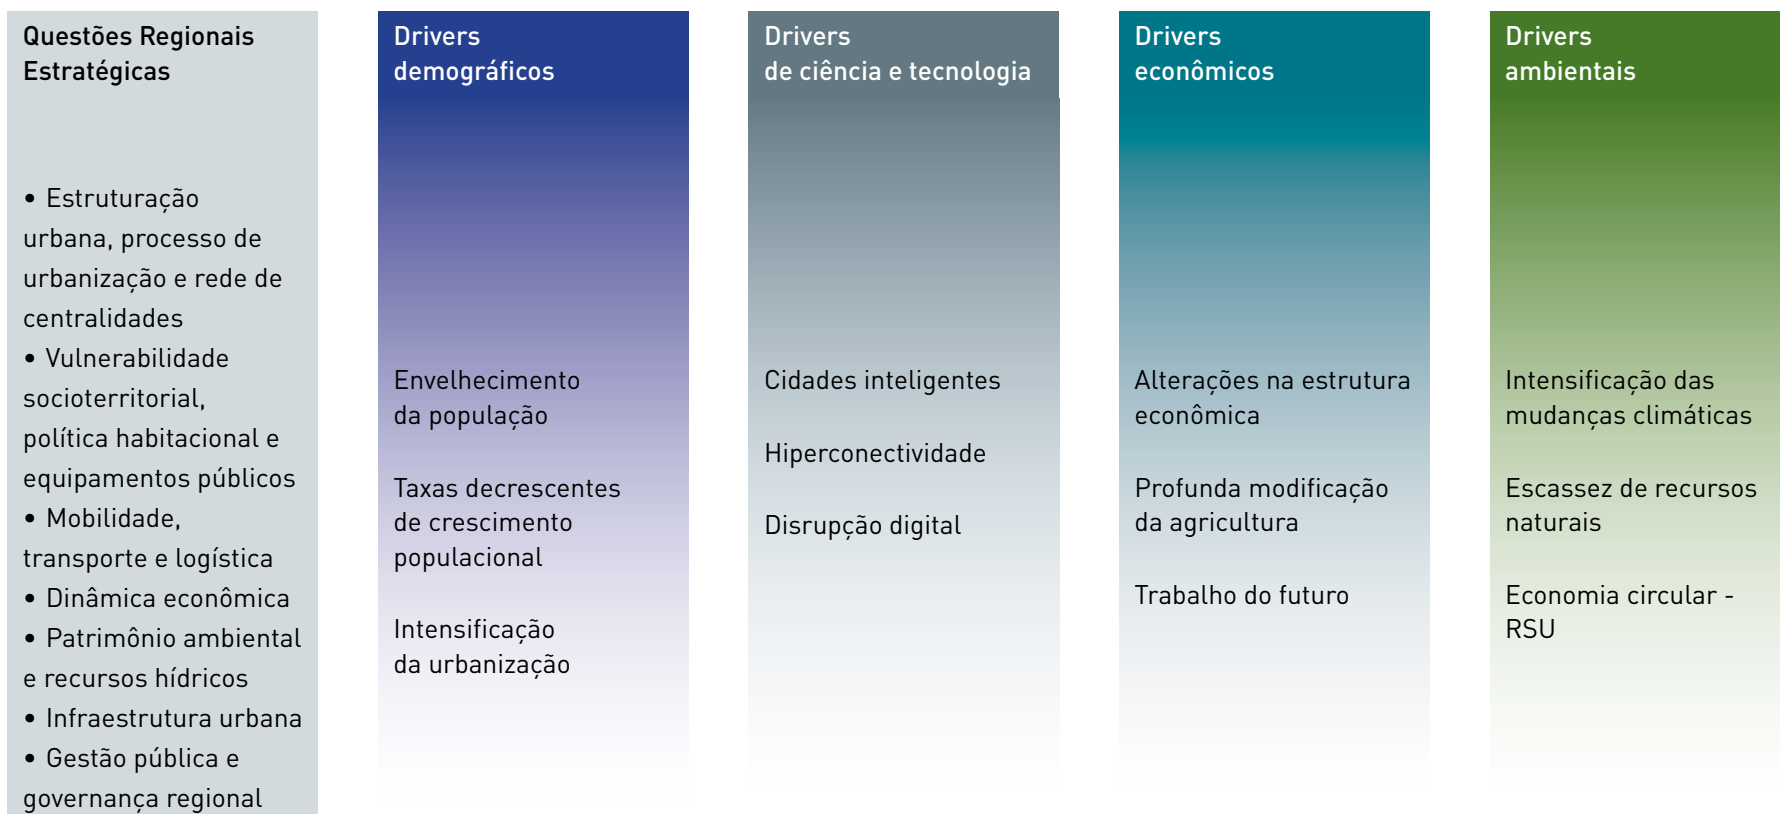 Questões Regionais
Estratégicas
• Estruturação
urbana, processo de
urbanização e rede de
centralidades
• Vulnerabilidade
socioterritorial,
política habitacional e
equipamentos públicos
• Mobilidade,
transporte e logística
• Dinâmica econômica
• Patrimônio ambiental
e recursos hídricos
• Infraestrutura urbana
• Gestão pública e
governança regional
Drivers
demográficos
Envelhecimento
da população
Taxas decrescentes
de crescimento
populacional
Intensificação
da urbanização
Drivers
de ciência e tecnologia
Cidades inteligentes
Hiperconectividade
Disrupção digital
Drivers
econômicos
Alterações na estrutura
econômica
Profunda modificação
da agricultura
Trabalho do futuro
Drivers
ambientais
Intensificação das
mudanças climáticas
Escassez de recursos
naturais
Economia circular -
RSU